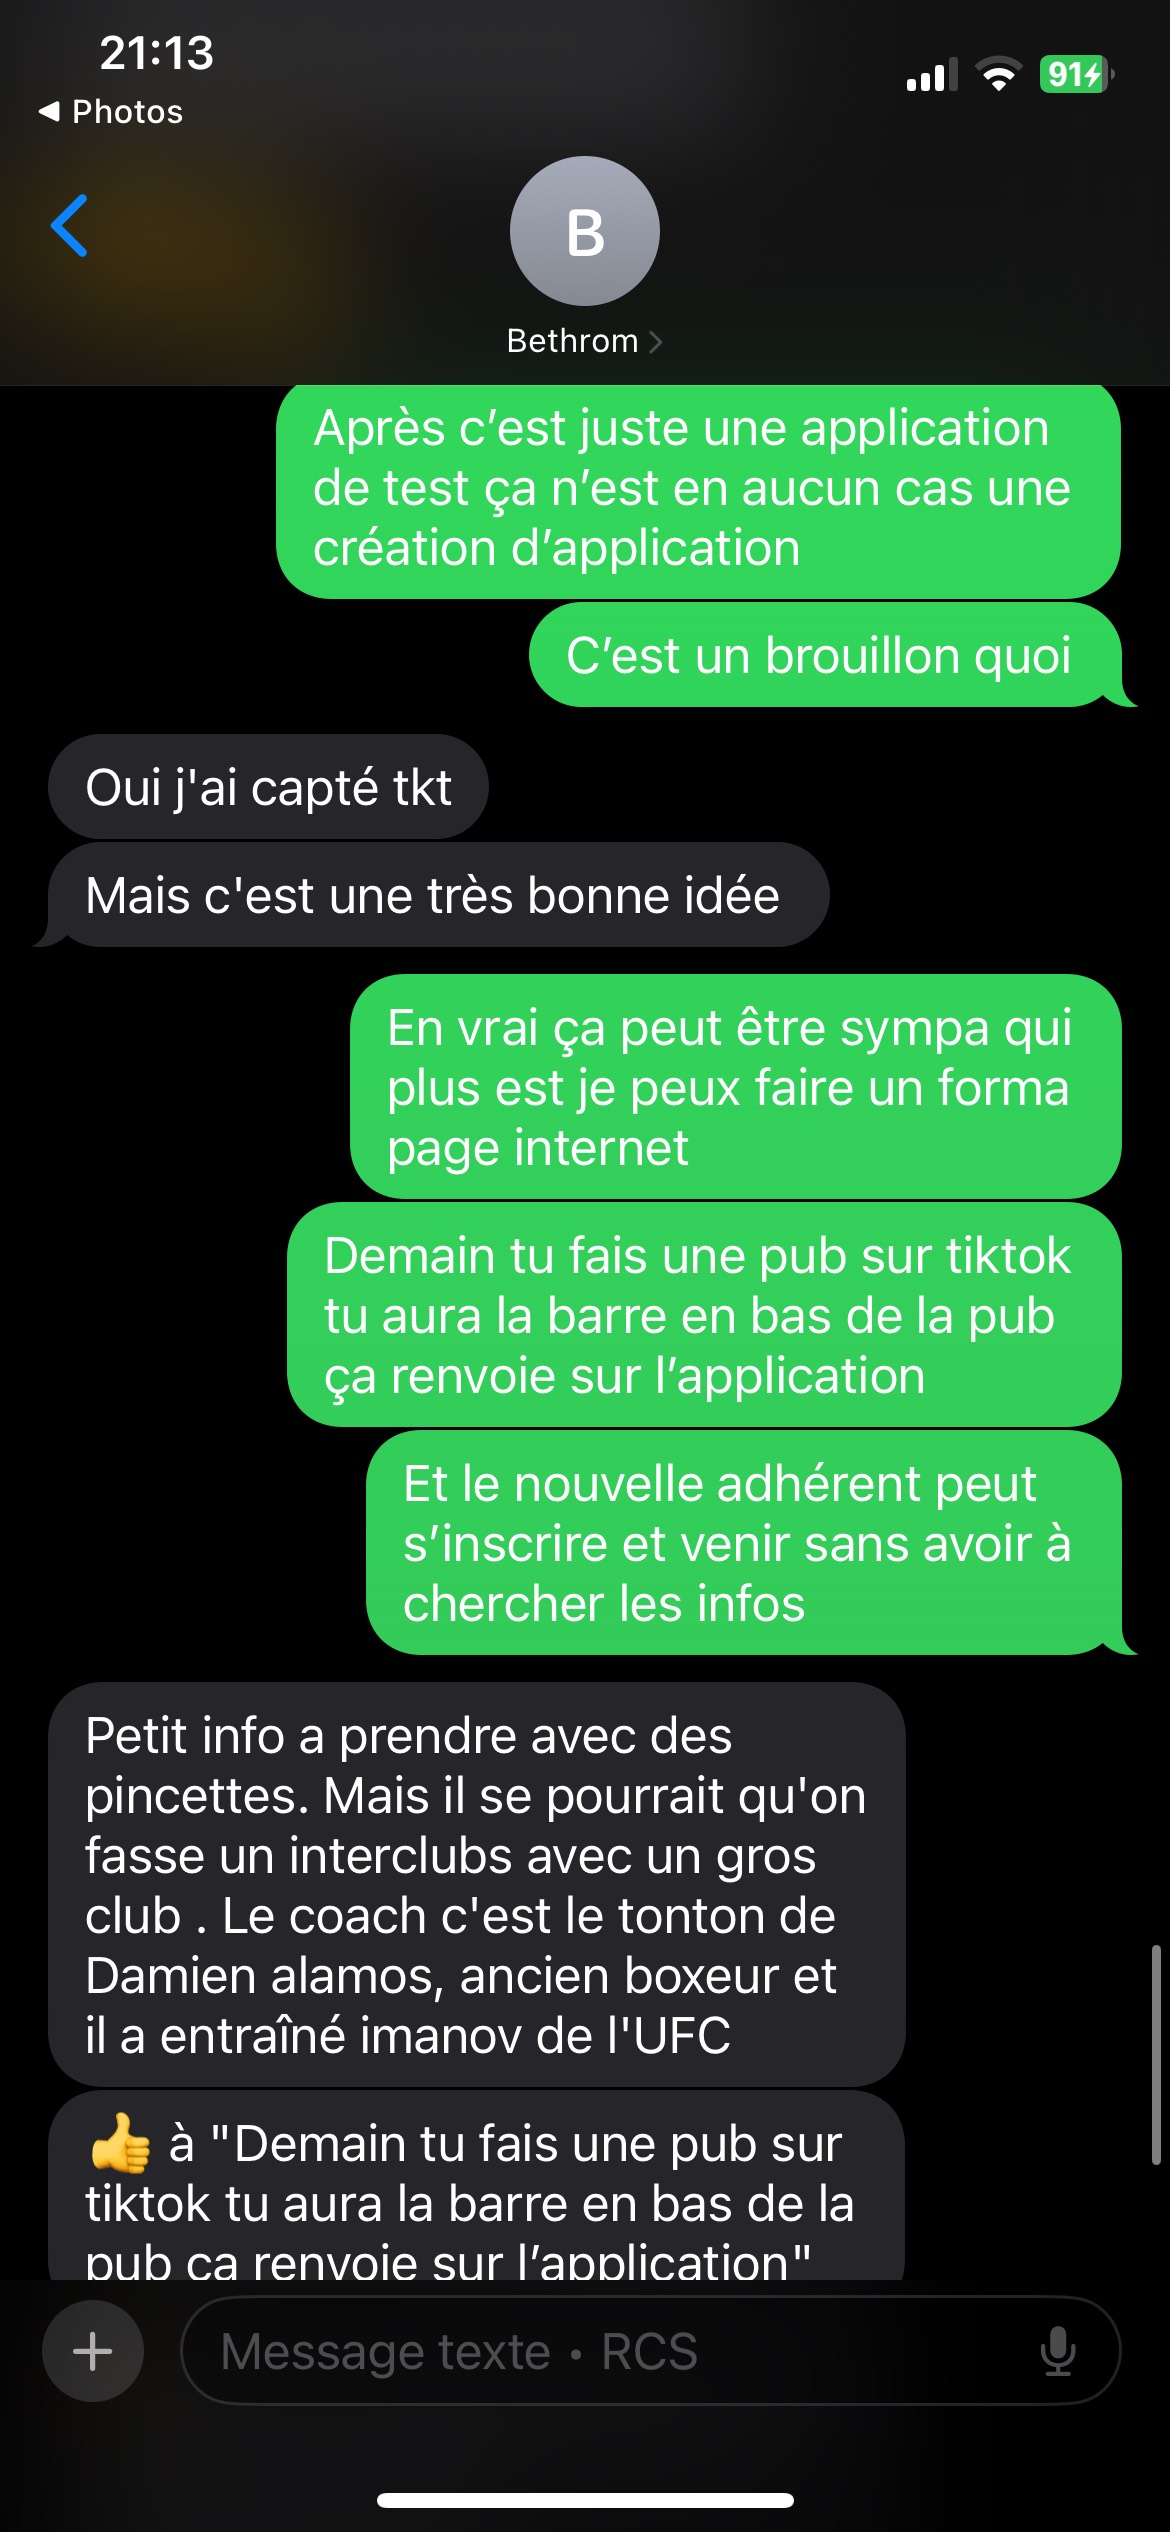 21:13
91
◀ Photos
B
Bethrom
Après c’est juste une application
de test ça n’est en aucun cas une
création d’application
C’est un brouillon quoi
Oui j'ai capté tkt
Mais c'est une très bonne idée
En vrai ça peut être sympa qui
plus est je peux faire un forma
page internet
Demain tu fais une pub sur tiktok
tu aura la barre en bas de la pub
ça renvoie sur l’application
Et le nouvelle adhérent peut
s’inscrire et venir sans avoir à
chercher les infos
Petit info a prendre avec des
pincettes. Mais il se pourrait qu'on
fasse un interclubs avec un gros
club . Le coach c'est le tonton de
Damien alamos, ancien boxeur et
il a entraîné imanov de l'UFC
👍 à "Demain tu fais une pub sur
tiktok tu aura la barre en bas de la
pub ça renvoie sur l’application"
Message texte • RCS